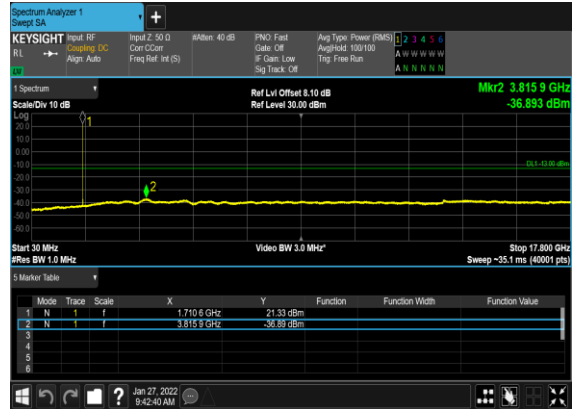 Spectrum Analyzer 1
Swept SA
+
KEYSIGHT Input: RF Input Z: 50 Ω #Atten: 40 dB PNO: Fast Avg Type: Power (RMS) 1 2 3 4 5 6
RL Coupling: DC Corr CCorr Gate: Off Avg|Hold: 100/100 A W W W W W
Align: Auto Freq Ref: Int (S) IF Gain: Low Trig: Free Run
Sig Track: Off A N N N N N
1 Spectrum Ref Lvl Offset 8.10 dB Mkr2 3.815 9 GHz
Scale/Div 10 dB Ref Level 30.00 dBm -36.893 dBm
Log
20.0 1
10.0
0.00
-10.0 DL1 -13.00 dBm
-20.0
-30.0 2
-40.0
-50.0
-60.0
Start 30 MHz Video BW 3.0 MHz* Stop 17.800 GHz
#Res BW 1.0 MHz Sweep ~35.1 ms (40001 pts)
5 Marker Table
Mode Trace Scale X Y Function Function Width Function Value
1 N 1 f 1.710 6 GHz 21.33 dBm
2 N 1 f 3.815 9 GHz -36.89 dBm
3
4
5
6
? Jan 27, 2022
9:42:40 AM